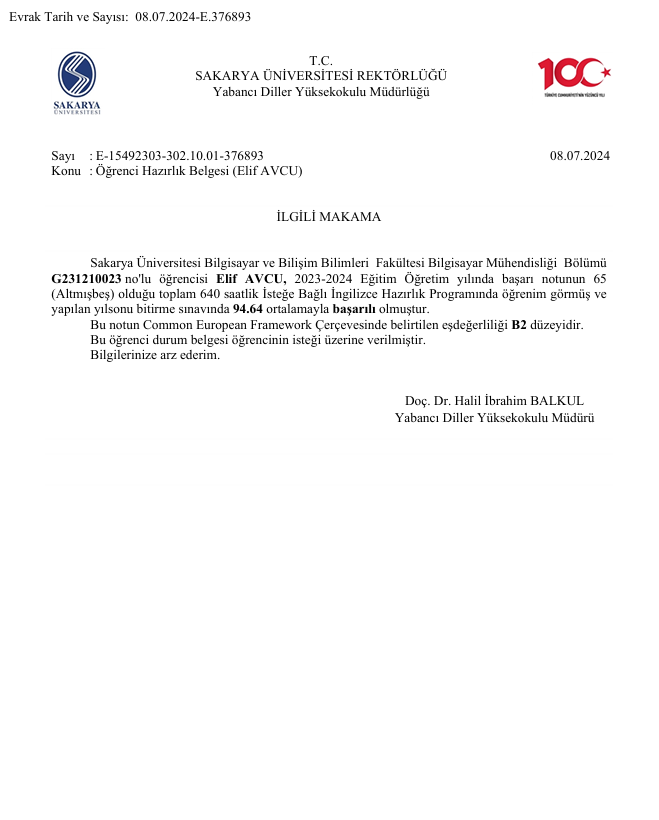 Evrak Tarih ve Sayısı: 08.07.2024-E.376893
SAKARYA
ÜNİVERSİTESİ
T.C.
SAKARYA ÜNİVERSİTESİ REKTÖRLÜĞÜ
Yabancı Diller Yüksekokulu Müdürlüğü
100
TÜRKİYE CUMHURİYETİ'NİN YÜZÜNCÜ YILI
Sayı : E-15492303-302.10.01-376893 08.07.2024
Konu : Öğrenci Hazırlık Belgesi (Elif AVCU)
İLGİLİ MAKAMA
Sakarya Üniversitesi Bilgisayar ve Bilişim Bilimleri Fakültesi Bilgisayar Mühendisliği Bölümü
G231210023 no'lu öğrencisi Elif AVCU, 2023-2024 Eğitim Öğretim yılında başarı notunun 65
(Altmışbeş) olduğu toplam 640 saatlik İsteğe Bağlı İngilizce Hazırlık Programında öğrenim görmüş ve
yapılan yılsonu bitirme sınavında 94.64 ortalamayla başarılı olmuştur.
Bu notun Common European Framework Çerçevesinde belirtilen eşdeğerliliği B2 düzeyidir.
Bu öğrenci durum belgesi öğrencinin isteği üzerine verilmiştir.
Bilgilerinize arz ederim.
Doç. Dr. Halil İbrahim BALKUL
Yabancı Diller Yüksekokulu Müdürü